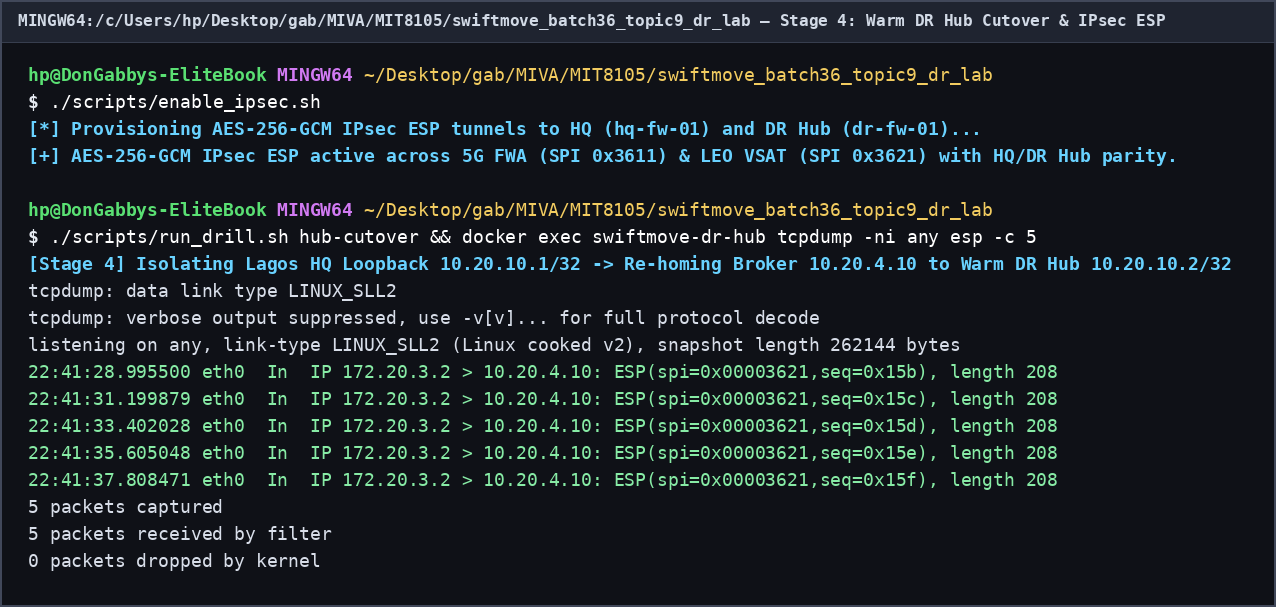 MINGW64:/c/Users/hp/Desktop/gab/MIVA/MIT8105/swiftmove_batch36_topic9_dr_lab — Stage 4: Warm DR Hub Cutover & IPsec ESP
hp@DonGabbys-EliteBook MINGW64 ~/Desktop/gab/MIVA/MIT8105/swiftmove_batch36_topic9_dr_lab
$ ./scripts/enable_ipsec.sh
[*] Provisioning AES-256-GCM IPsec ESP tunnels to HQ (hq-fw-01) and DR Hub (dr-fw-01)...
[+] AES-256-GCM IPsec ESP active across 5G FWA (SPI 0x3611) & LEO VSAT (SPI 0x3621) with HQ/DR Hub parity.
hp@DonGabbys-EliteBook MINGW64 ~/Desktop/gab/MIVA/MIT8105/swiftmove_batch36_topic9_dr_lab
$ ./scripts/run_drill.sh hub-cutover && docker exec swiftmove-dr-hub tcpdump -ni any esp -c 5
[Stage 4] Isolating Lagos HQ Loopback 10.20.10.1/32 -> Re-homing Broker 10.20.4.10 to Warm DR Hub 10.20.10.2/32
tcpdump: data link type LINUX_SLL2
tcpdump: verbose output suppressed, use -v[v]... for full protocol decode
listening on any, link-type LINUX_SLL2 (Linux cooked v2), snapshot length 262144 bytes
22:41:28.995500 eth0  In  IP 172.20.3.2 > 10.20.4.10: ESP(spi=0x00003621,seq=0x15b), length 208
22:41:31.199879 eth0  In  IP 172.20.3.2 > 10.20.4.10: ESP(spi=0x00003621,seq=0x15c), length 208
22:41:33.402028 eth0  In  IP 172.20.3.2 > 10.20.4.10: ESP(spi=0x00003621,seq=0x15d), length 208
22:41:35.605048 eth0  In  IP 172.20.3.2 > 10.20.4.10: ESP(spi=0x00003621,seq=0x15e), length 208
22:41:37.808471 eth0  In  IP 172.20.3.2 > 10.20.4.10: ESP(spi=0x00003621,seq=0x15f), length 208
5 packets captured
5 packets received by filter
0 packets dropped by kernel